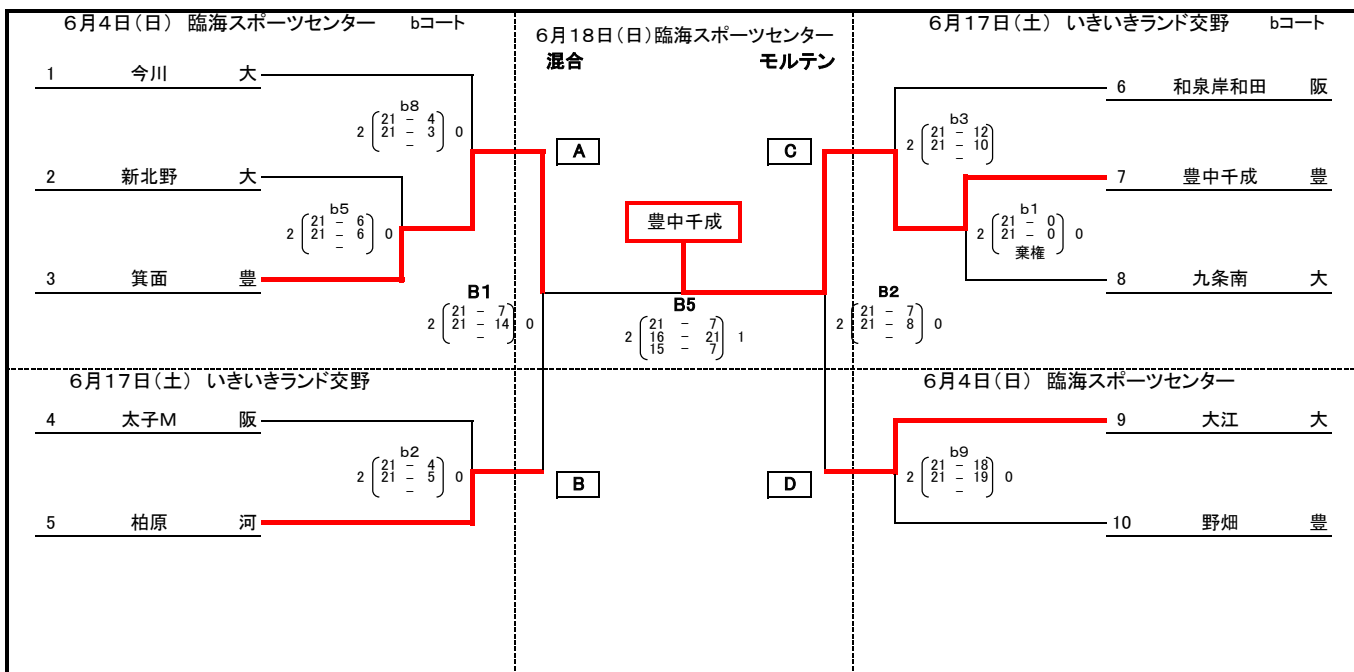 6月4日(日) 臨海スポーツセンター bコート
6月18日(日)臨海スポーツセンター
混合 モルテン
6月17日(土) いきいきランド交野 bコート
1 今川 大
b8
2 21 - 4 0
21 - 3
-
2 新北野 大
b5
2 21 - 6 0
21 - 6
-
3 箕面 豊
A
C
豊中千成
6 和泉岸和田 阪
b3
2 21 - 12
21 - 10
-
7 豊中千成 豊
b1
2 21 - 0 0
21 - 0
棄権
8 九条南 大
B1
2 21 - 7 0
21 - 14
-
B5
2 21 - 7 1
16 - 21
15 - 7
B2
2 21 - 7 0
21 - 8
-
6月17日(土) いきいきランド交野
4 太子M 阪
b2
2 21 - 4 0
21 - 5
-
5 柏原 河
B
D
6月4日(日) 臨海スポーツセンター
9 大江 大
b9
2 21 - 18 0
21 - 19
-
10 野畑 豊